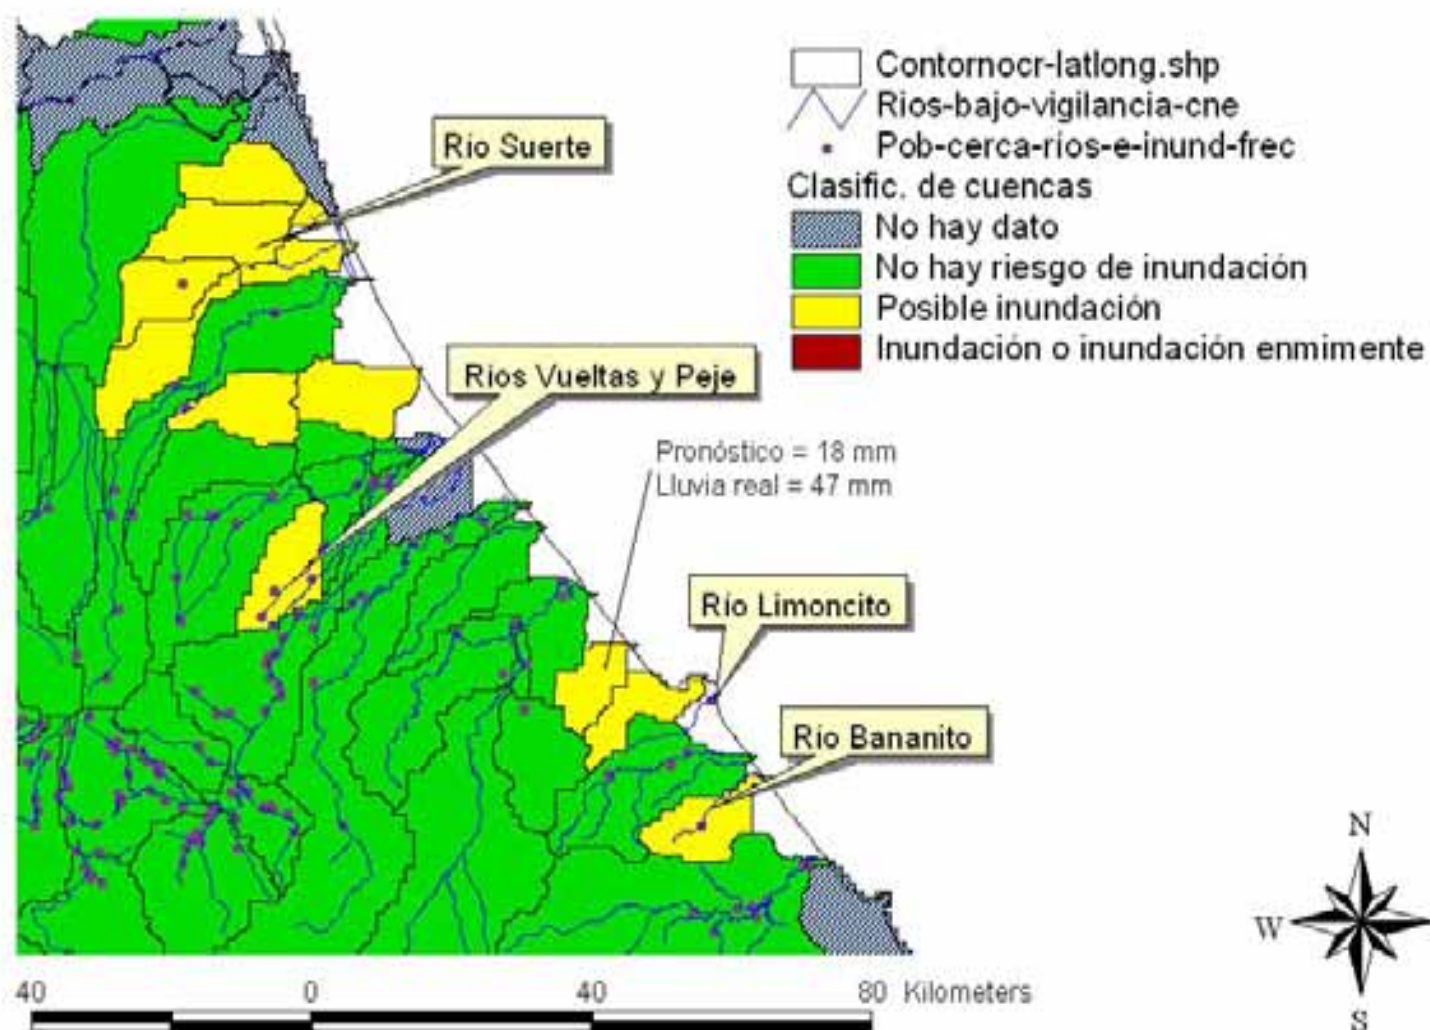 Contornocr-latlong.shp
Rios-bajo-vigilancia-cne
Pob-cerca-rios-e-inund-frec
Clasific. de cuencas
No hay dato
No hay riesgo de inundación
Posible inundación
Inundación o inundación enmimente
Río Suerte
Ríos Vueltas y Peje
Pronóstico = 18 mm
Lluvia real = 47 mm
Río Limoncito
Río Bananito
N
W
S
40 0 40 80 Kilometers